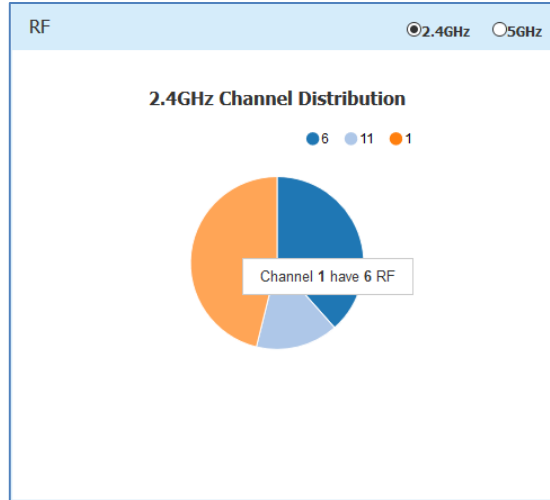 RF
2.4GHz 5GHz
2.4GHz Channel Distribution
6 11 1
Channel 1 have 6 RF